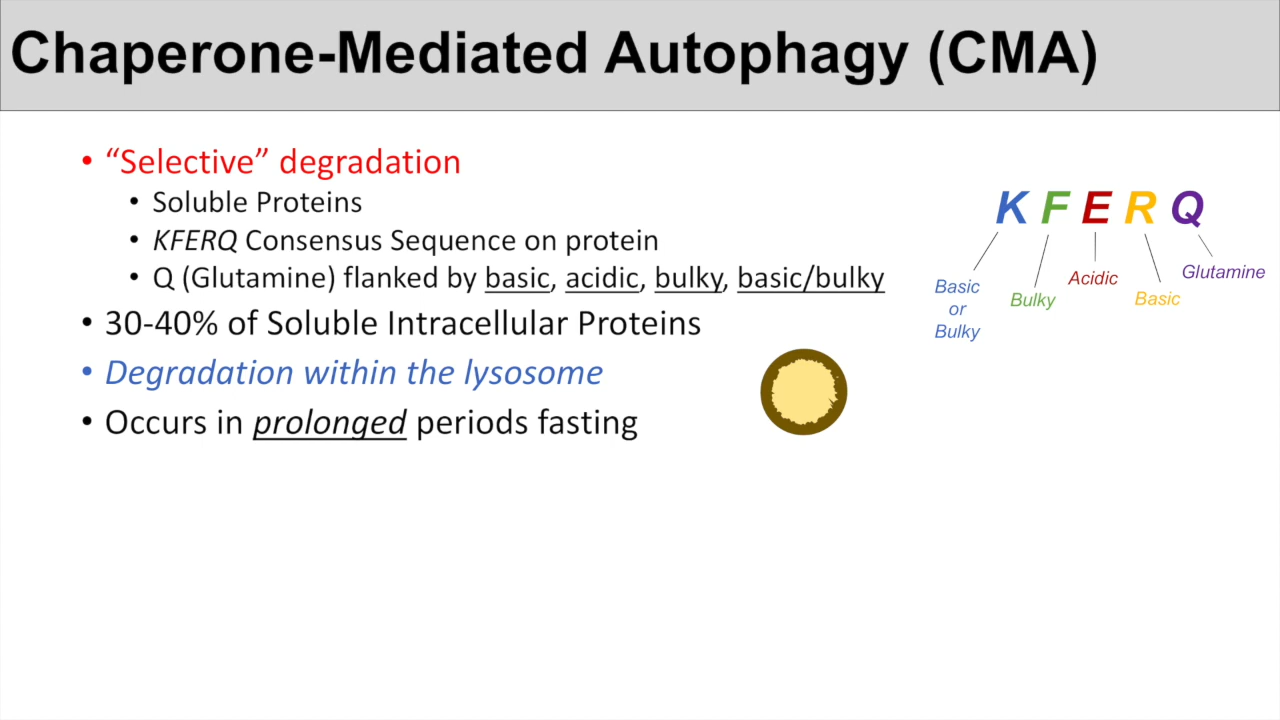 Chaperone-Mediated Autophagy (CMA)
• “Selective” degradation
• Soluble Proteins
• KFERQ Consensus Sequence on protein
• Q (Glutamine) flanked by basic, acidic, bulky, basic/bulky
• 30-40% of Soluble Intracellular Proteins
• Degradation within the lysosome
• Occurs in prolonged periods fasting
K F E R Q
Basic
or
Bulky
Bulky
Acidic
Basic
Glutamine